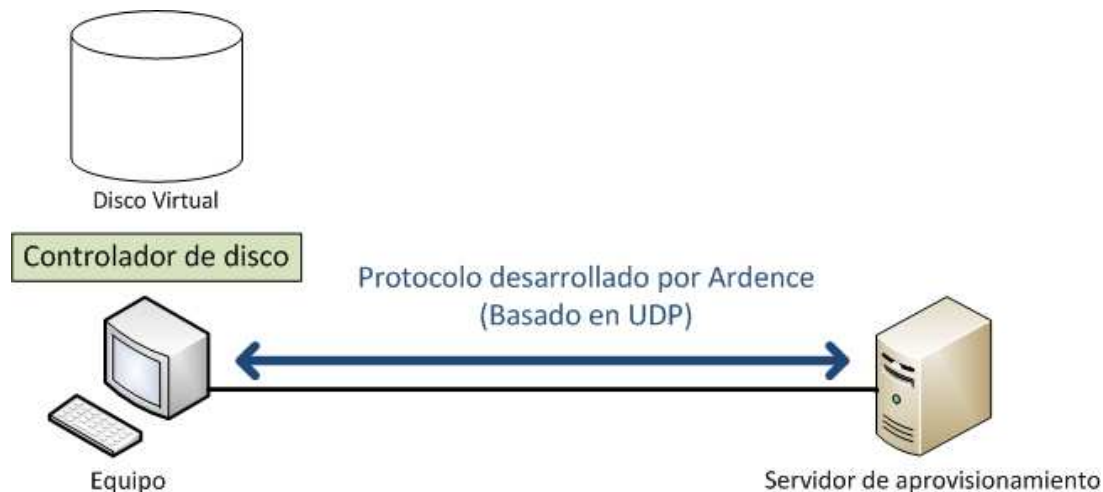 Disco Virtual
Controlador de disco
Protocolo desarrollado por Ardence
(Basado en UDP)
Equipo
Servidor de aprovisionamiento